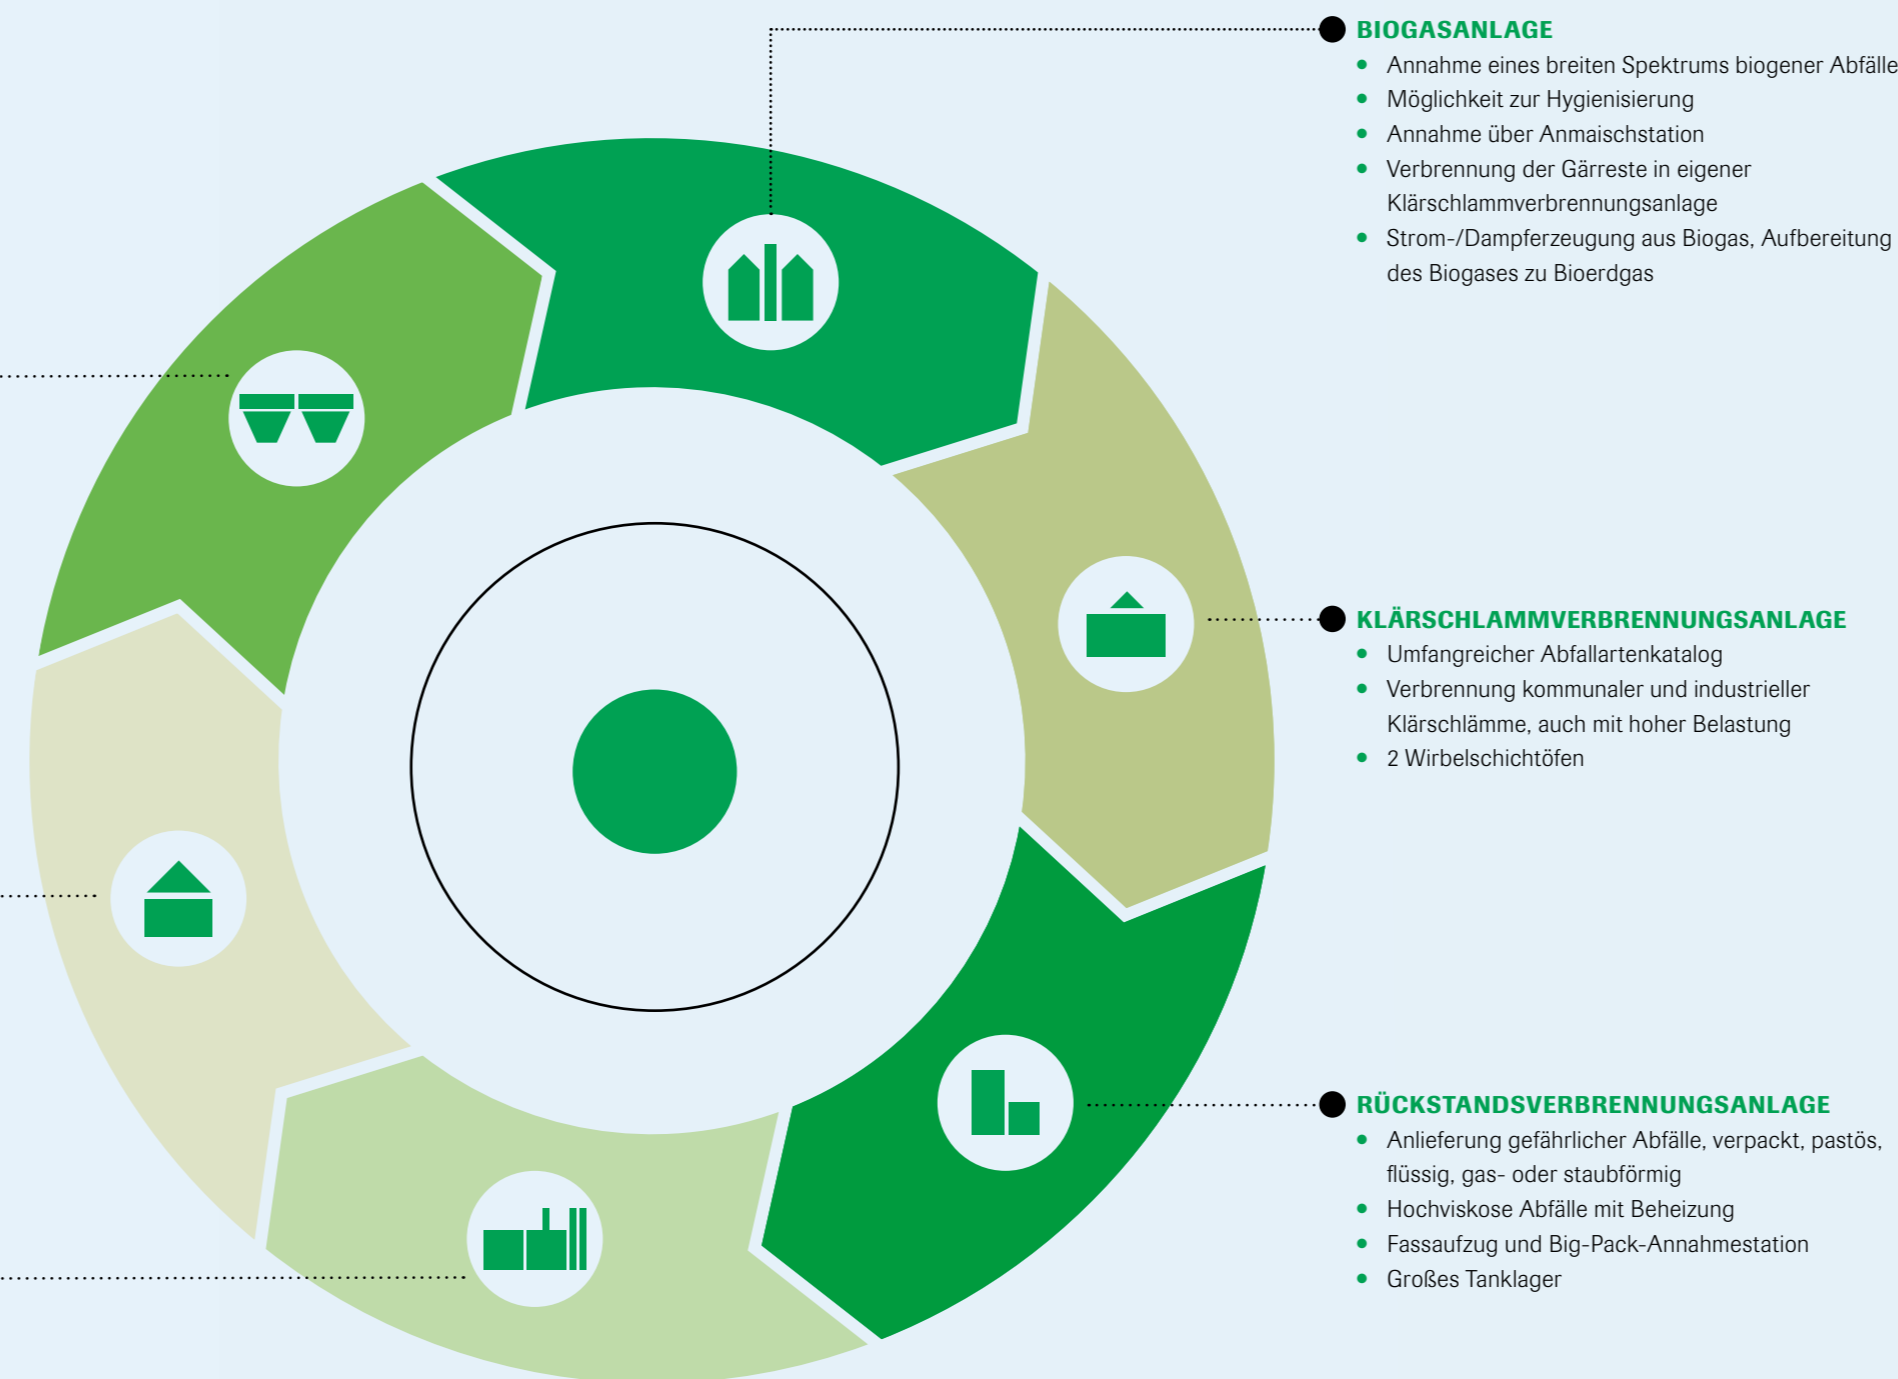 BIOGASANLAGE
• Annahme eines breiten Spektrums biogener Abfälle
• Möglichkeit zur Hygienisierung
• Annahme über Anmaischstation
• Verbrennung der Gärreste in eigener
Klärschlammverbrennungsanlage
• Strom-/Dampferzeugung aus Biogas, Aufbereitung
des Biogases zu Bioerdgas
KLÄRSCHLAMMVERBRENNUNGSANLAGE
• Umfangreicher Abfallartenkatalog
• Verbrennung kommunaler und industrieller
Klärschlämme, auch mit hoher Belastung
• 2 Wirbelschichtöfen
RÜCKSTANDSVERBRENNUNGSANLAGE
• Anlieferung gefährlicher Abfälle, verpackt, pastös,
flüssig, gas- oder staubförmig
• Hochviskose Abfälle mit Beheizung
• Fassaufzug und Big-Pack-Annahmestation
• Großes Tanklager